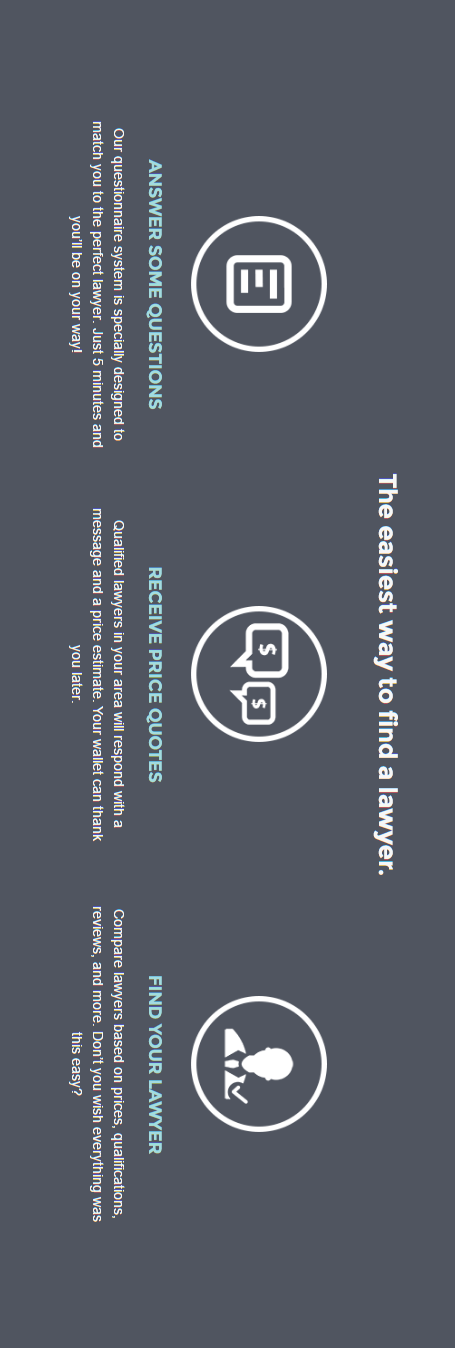 The easiest way to find a lawyer.
$
$
ANSWER SOME QUESTIONS
Our questionnaire system is specially designed to
match you to the perfect lawyer. Just 5 minutes and
you'll be on your way!
RECEIVE PRICE QUOTES
Qualified lawyers in your area will respond with a
message and a price estimate. Your wallet can thank
you later.
FIND YOUR LAWYER
Compare lawyers based on prices, qualifications,
reviews, and more. Don't you wish everything was
this easy?